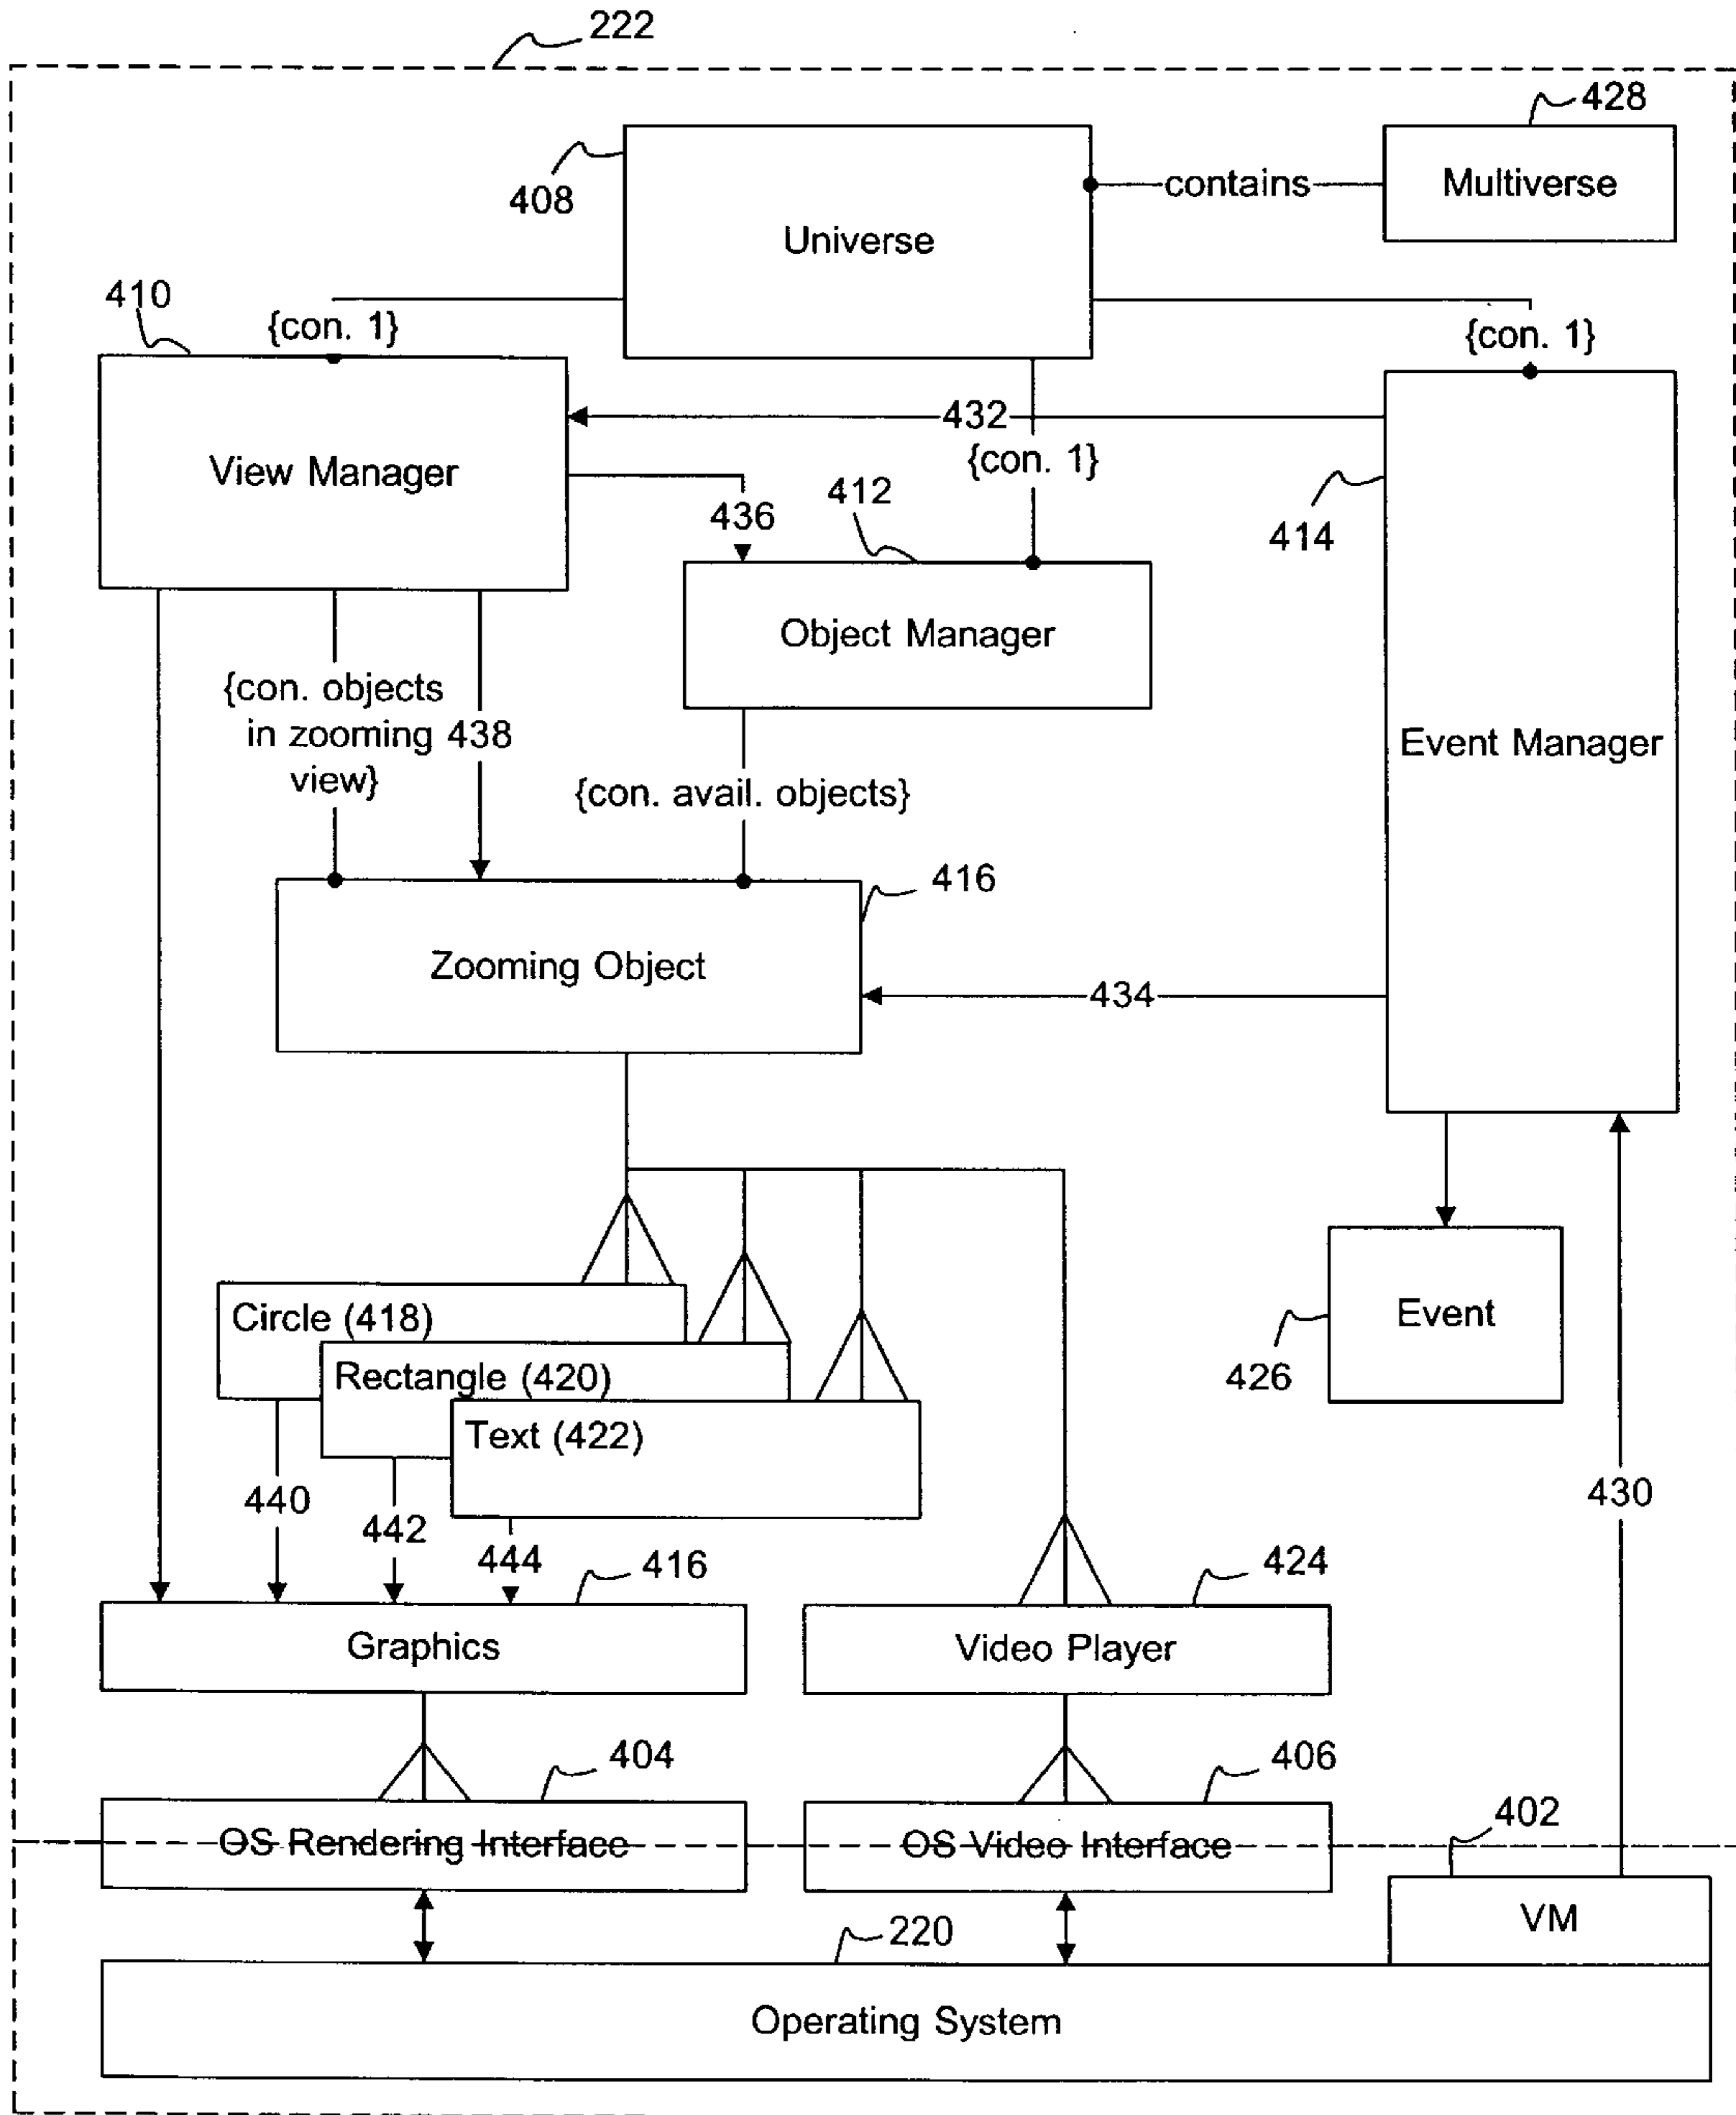 222
428
408
contains
Multiverse
Universe
410
{con. 1}
{con. 1}
432
View Manager
{con. 1}
412
436
414
Object Manager
{con. objects
in zooming 438
view}
Event Manager
{con. avail. objects}
416
Zooming Object
434
Circle (418)
Event
Rectangle (420)
426
Text (422)
440
430
442
444
416
424
Graphics
Video Player
404
406
402
OS Rendering Interface
OS Video Interface
VM
220
Operating System